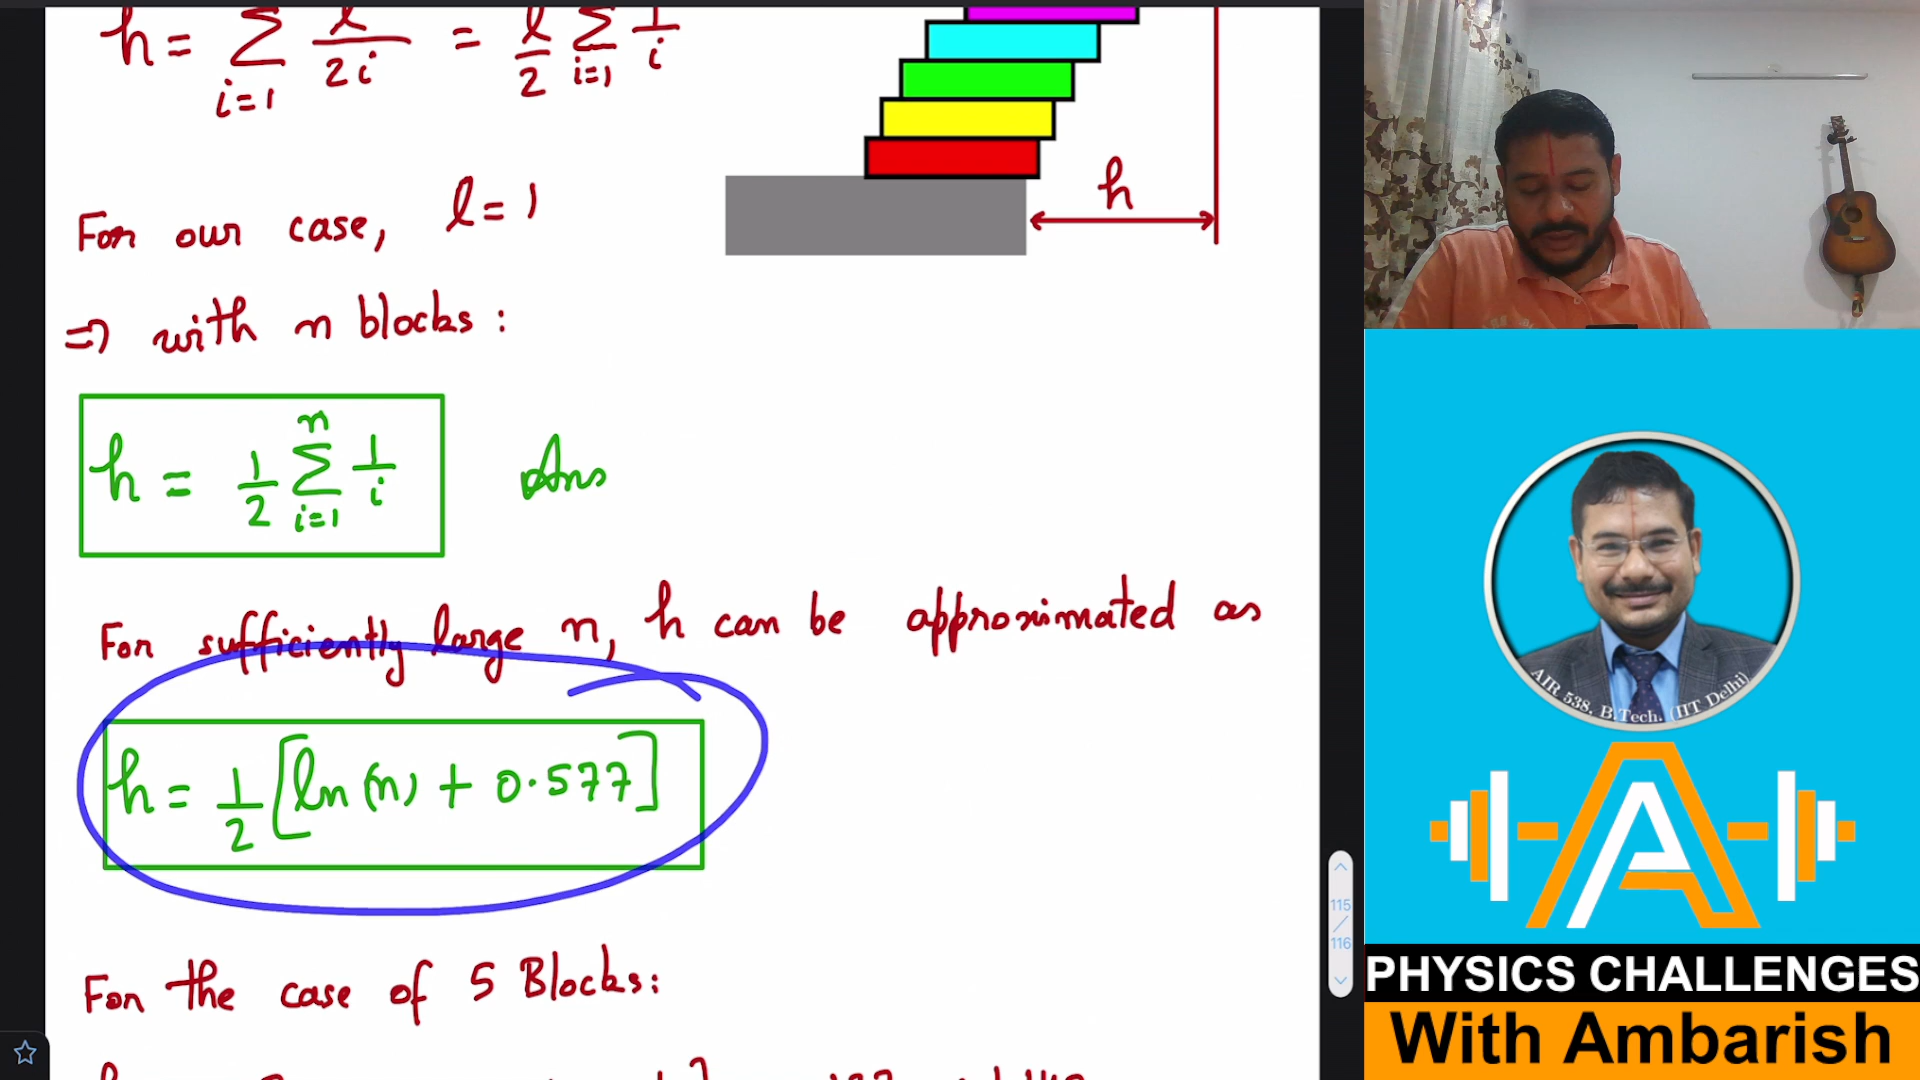 h = Σ i=1 l/2i = l/2 Σ i=1 1/i
h
For our case, l = 1
⇒ with n blocks :
h = 1/2 Σ i=1 n 1/i Ans
For sufficiently large n, h can be approximated as
h = 1/2 [ln (n) + 0.577]
For the case of 5 Blocks:
115
/
116
AIR 538, B.Tech. (IIT Delhi)
A
PHYSICS CHALLENGES
With Ambarish